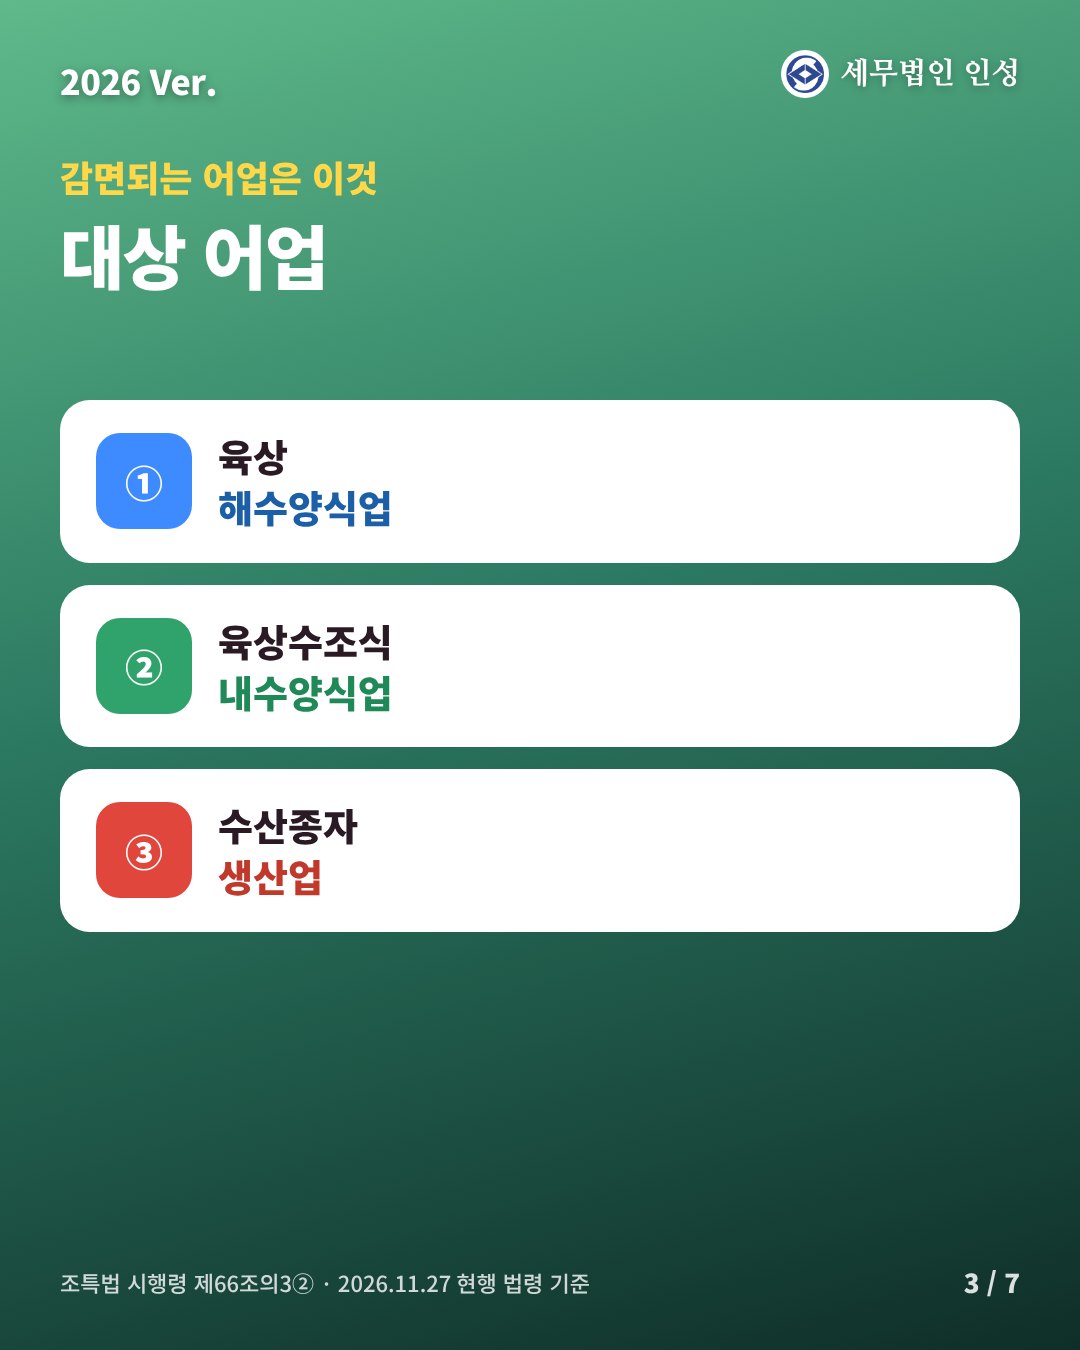 2026 Ver.
세무법인 인성
감면되는 어업은 이것
대상 어업
①
육상
해수양식업
②
육상수조식
내수양식업
③
수산종자
생산업
조특법 시행령 제66조의3② · 2026.11.27 현행 법령 기준
3 / 7